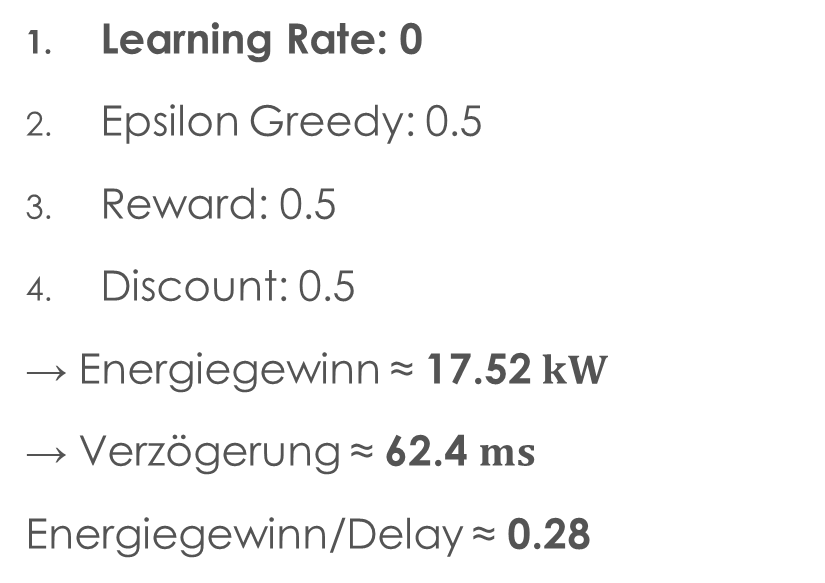 1. Learning Rate: 0
2. Epsilon Greedy: 0.5
3. Reward: 0.5
4. Discount: 0.5
→ Energiegewinn ≈ 17.52 kW
→ Verzögerung ≈ 62.4 ms
Energiegewinn/Delay ≈ 0.28